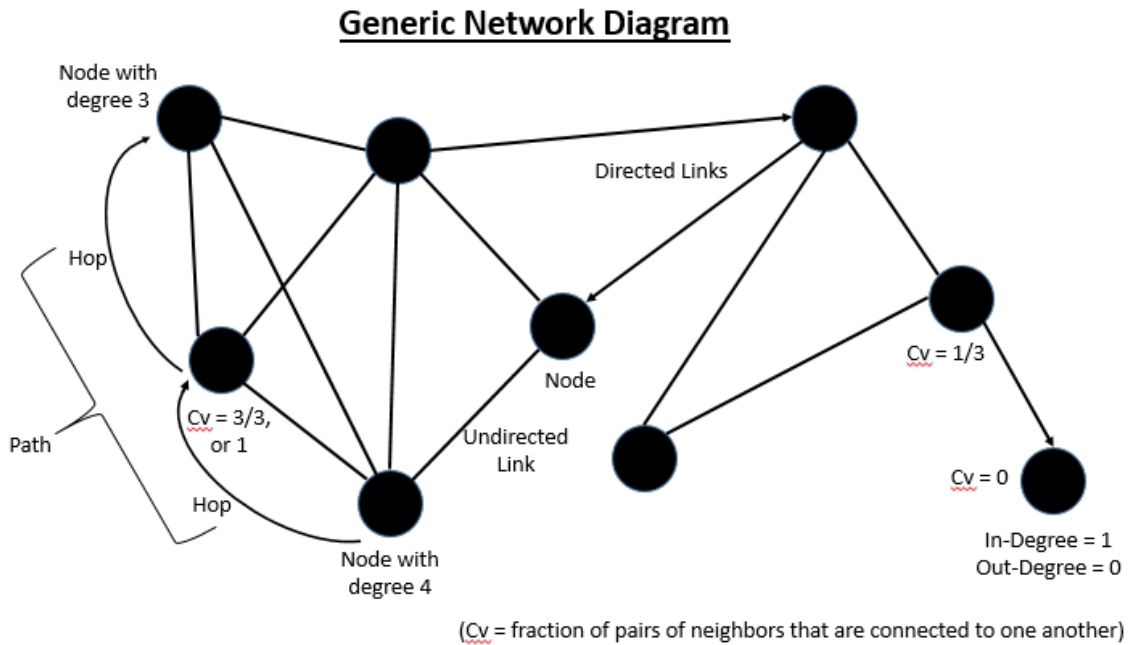 Generic Network Diagram
Node with
degree 3
Directed Links
Hop
Cv = 1/3
Node
Cv = 3/3,
or 1
Path
Undirected
Link
Cv = 0
Hop
In-Degree = 1
Out-Degree = 0
Node with
degree 4
(Cv = fraction of pairs of neighbors that are connected to one another)